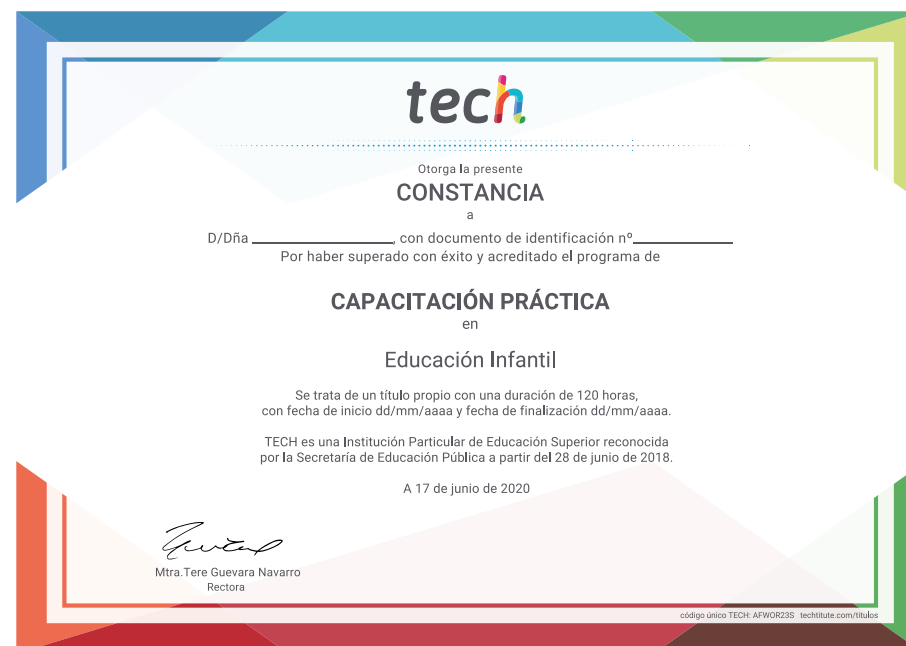 tech
Otorga la presente
CONSTANCIA
a
D/Dña ____________________, con documento de identificación nº______________
Por haber superado con éxito y acreditado el programa de
CAPACITACIÓN PRÁCTICA
en
Educación Infantil
Se trata de un título propio con una duración de 120 horas,
con fecha de inicio dd/mm/aaaa y fecha de finalización dd/mm/aaaa.
TECH es una Institución Particular de Educación Superior reconocida
por la Secretaría de Educación Pública a partir del 28 de junio de 2018.
A 17 de junio de 2020
Mtra.Tere Guevara Navarro
Rectora
código único TECH: AFWOR23S techtitute.com/titulos